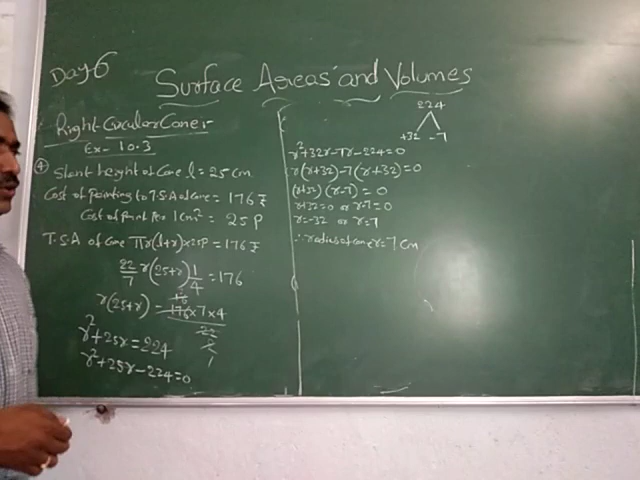 Day-6
Surface Aereas and Volumes
Right Circular Cone:-
Ex- 10.3
4 Slant height of Cone l = 25 cm
Cost of painting to T.S.A of Cone = 176 ₹
Cost of Paint for 1 cm² = 25 P
T.S.A of Cone πr(l+r)×25P = 176 ₹
22/7 r(25+r) 1/4 = 176
r(25+r) = 176×7×4
22
r²+25r = 224
r²+25r-224=0
224
+32 -7
r²+32r-7r-224=0
r(r+32)-7(r+32)=0
(r+32)(r-7)=0
r+32=0 or r-7=0
r=-32 or r=7
∴ radius of cone r=7 cm